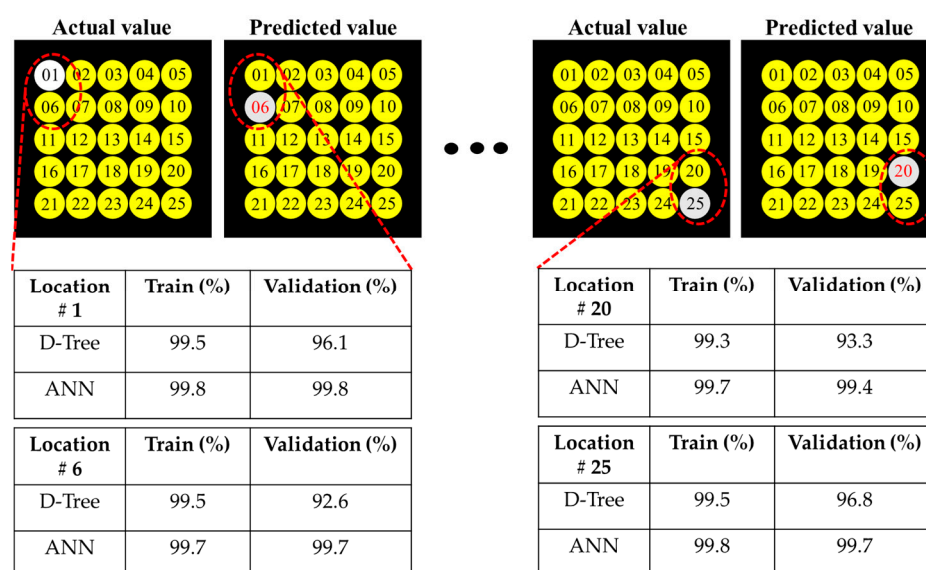 Actual value Predicted value Actual value Predicted value
01 02 03 04 05 01 02 03 04 05 01 02 03 04 05 01 02 03 04 05
06 07 08 09 10 06 07 08 09 10 06 07 08 09 10 06 07 08 09 10
11 12 13 14 15 11 12 13 14 15 11 12 13 14 15 11 12 13 14 15
16 17 18 19 20 16 17 18 19 20 16 17 18 19 20 16 17 18 19 20
21 22 23 24 25 21 22 23 24 25 21 22 23 24 25 21 22 23 24 25
Location # 1 Train (%) Validation (%)
D-Tree 99.5 96.1
ANN 99.8 99.8
Location # 6 Train (%) Validation (%)
D-Tree 99.5 92.6
ANN 99.7 99.7
Location # 20 Train (%) Validation (%)
D-Tree 99.3 93.3
ANN 99.7 99.4
Location # 25 Train (%) Validation (%)
D-Tree 99.5 96.8
ANN 99.8 99.7